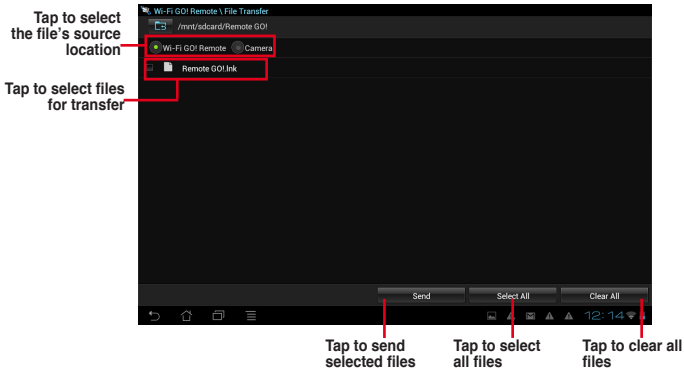 Wi-Fi GO! Remote \ File Transfer
Tap to select
the file's source
location
/mnt/sdcard/Remote GO!
Wi-Fi GO! Remote Camera
Remote GO!.lnk
Tap to select files
for transfer
Send Select All Clear All
12:14
Tap to send
selected files
Tap to select
all files
Tap to clear all
files